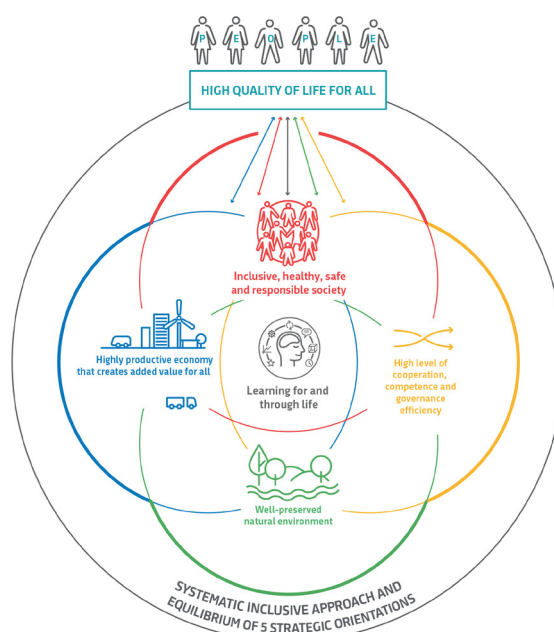 PEOPLE
HIGH QUALITY OF LIFE FOR ALL
Inclusive, healthy, safe
and responsible society
Highly productive economy
that creates added value for all
High level of
cooperation,
competence and
governance
efficiency
Learning for and
through life
Well-preserved
natural environment
SYSTEMATIC INCLUSIVE APPROACH AND
EQUILIBRIUM OF 5 STRATEGIC ORIENTATIONS